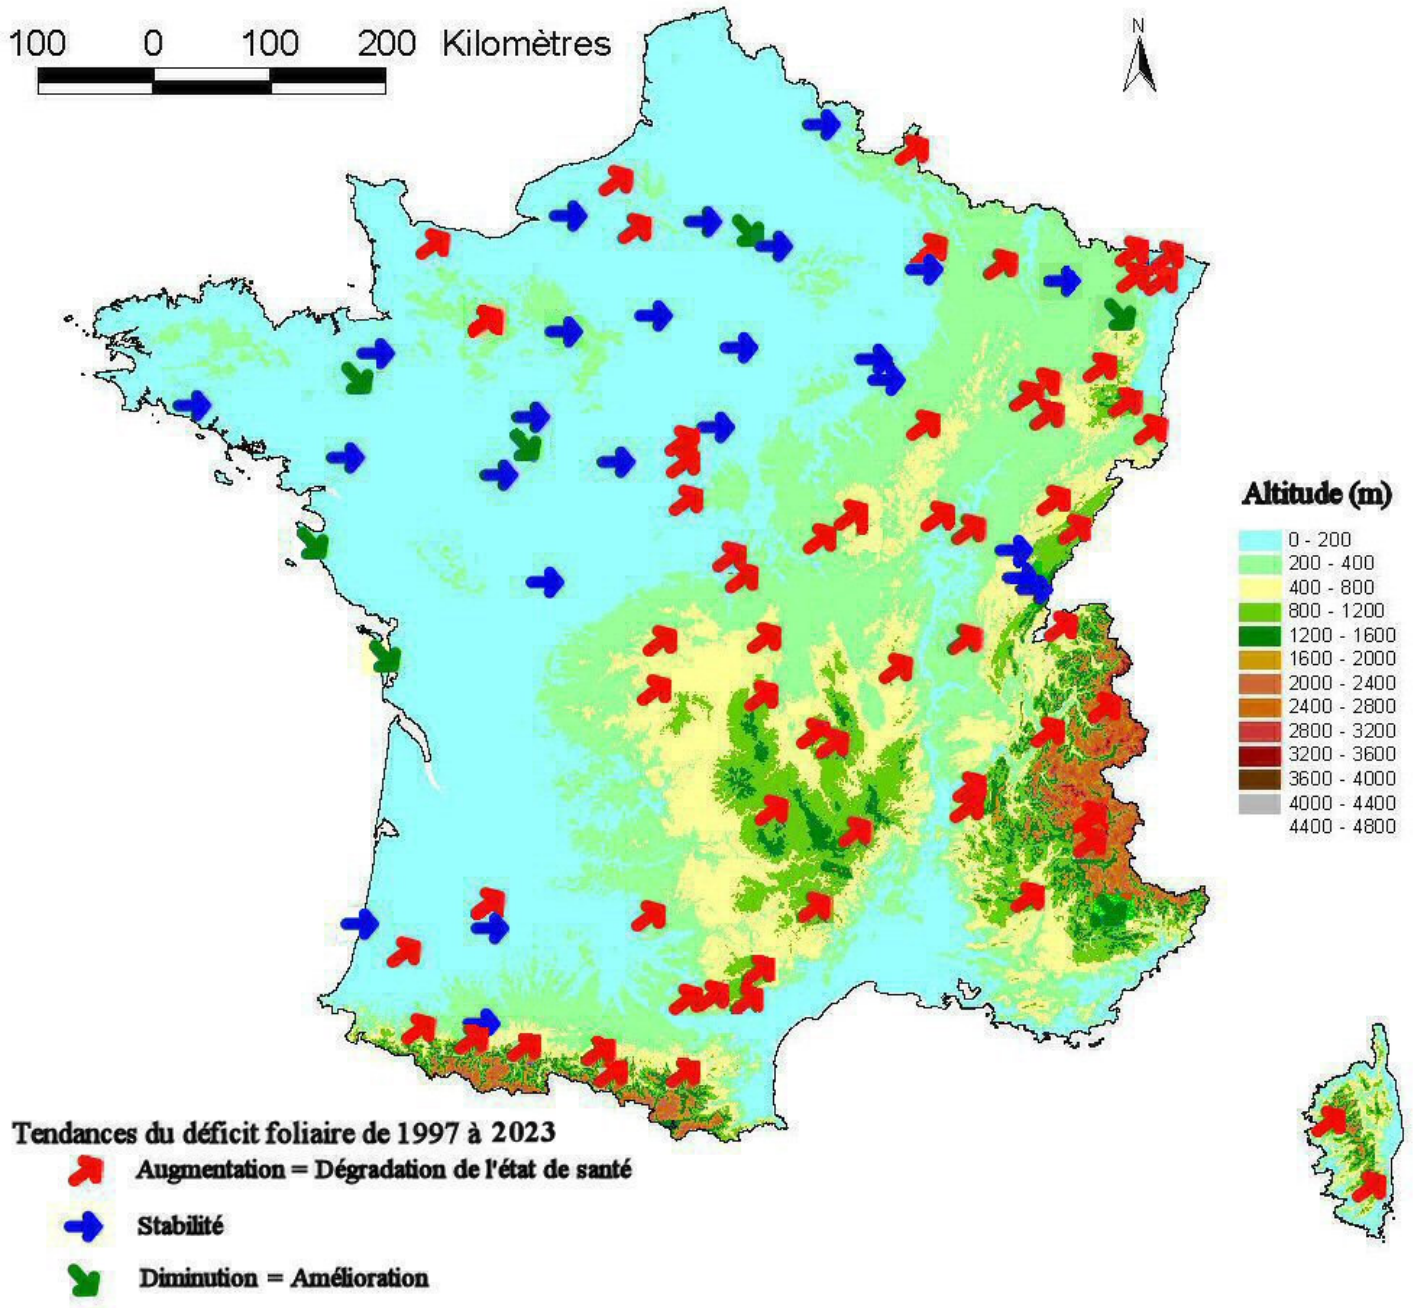 100 0 100 200 Kilomètres
N
Altitude (m)
0 - 200
200 - 400
400 - 800
800 - 1200
1200 - 1600
1600 - 2000
2000 - 2400
2400 - 2800
2800 - 3200
3200 - 3600
3600 - 4000
4000 - 4400
4400 - 4800
Tendances du déficit foliaire de 1997 à 2023
Augmentation = Dégradation de l'état de santé
Stabilité
Diminution = Amélioration